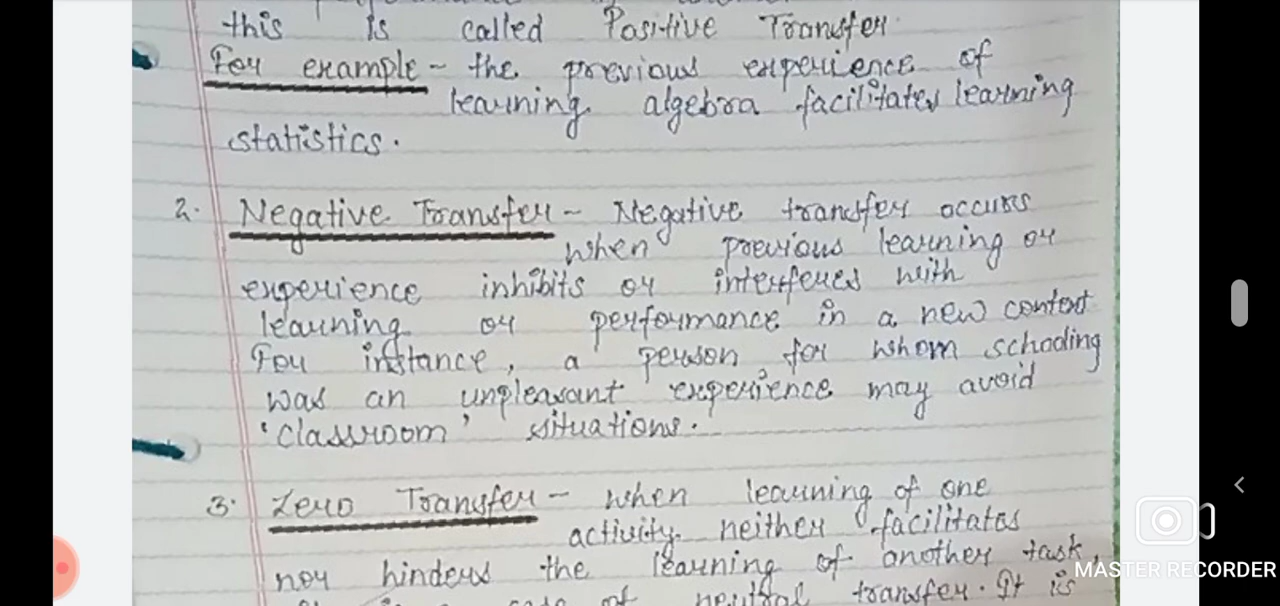 this is called Positive Transfer
For example - the previous experience of
learning algebra facilitates learning
statistics.
2. Negative Transfer - Negative transfer occurs
when previous learning or
experience inhibits or interferes with
learning or performance in a new context
For instance, a person for whom schooling
was an unpleasant experience may avoid
'classroom' situations.
3. Zero Transfer - when learning of one
activity neither facilitates
nor hinders the learning of another task,
of neutral transfer. It is
MASTER RECORDER